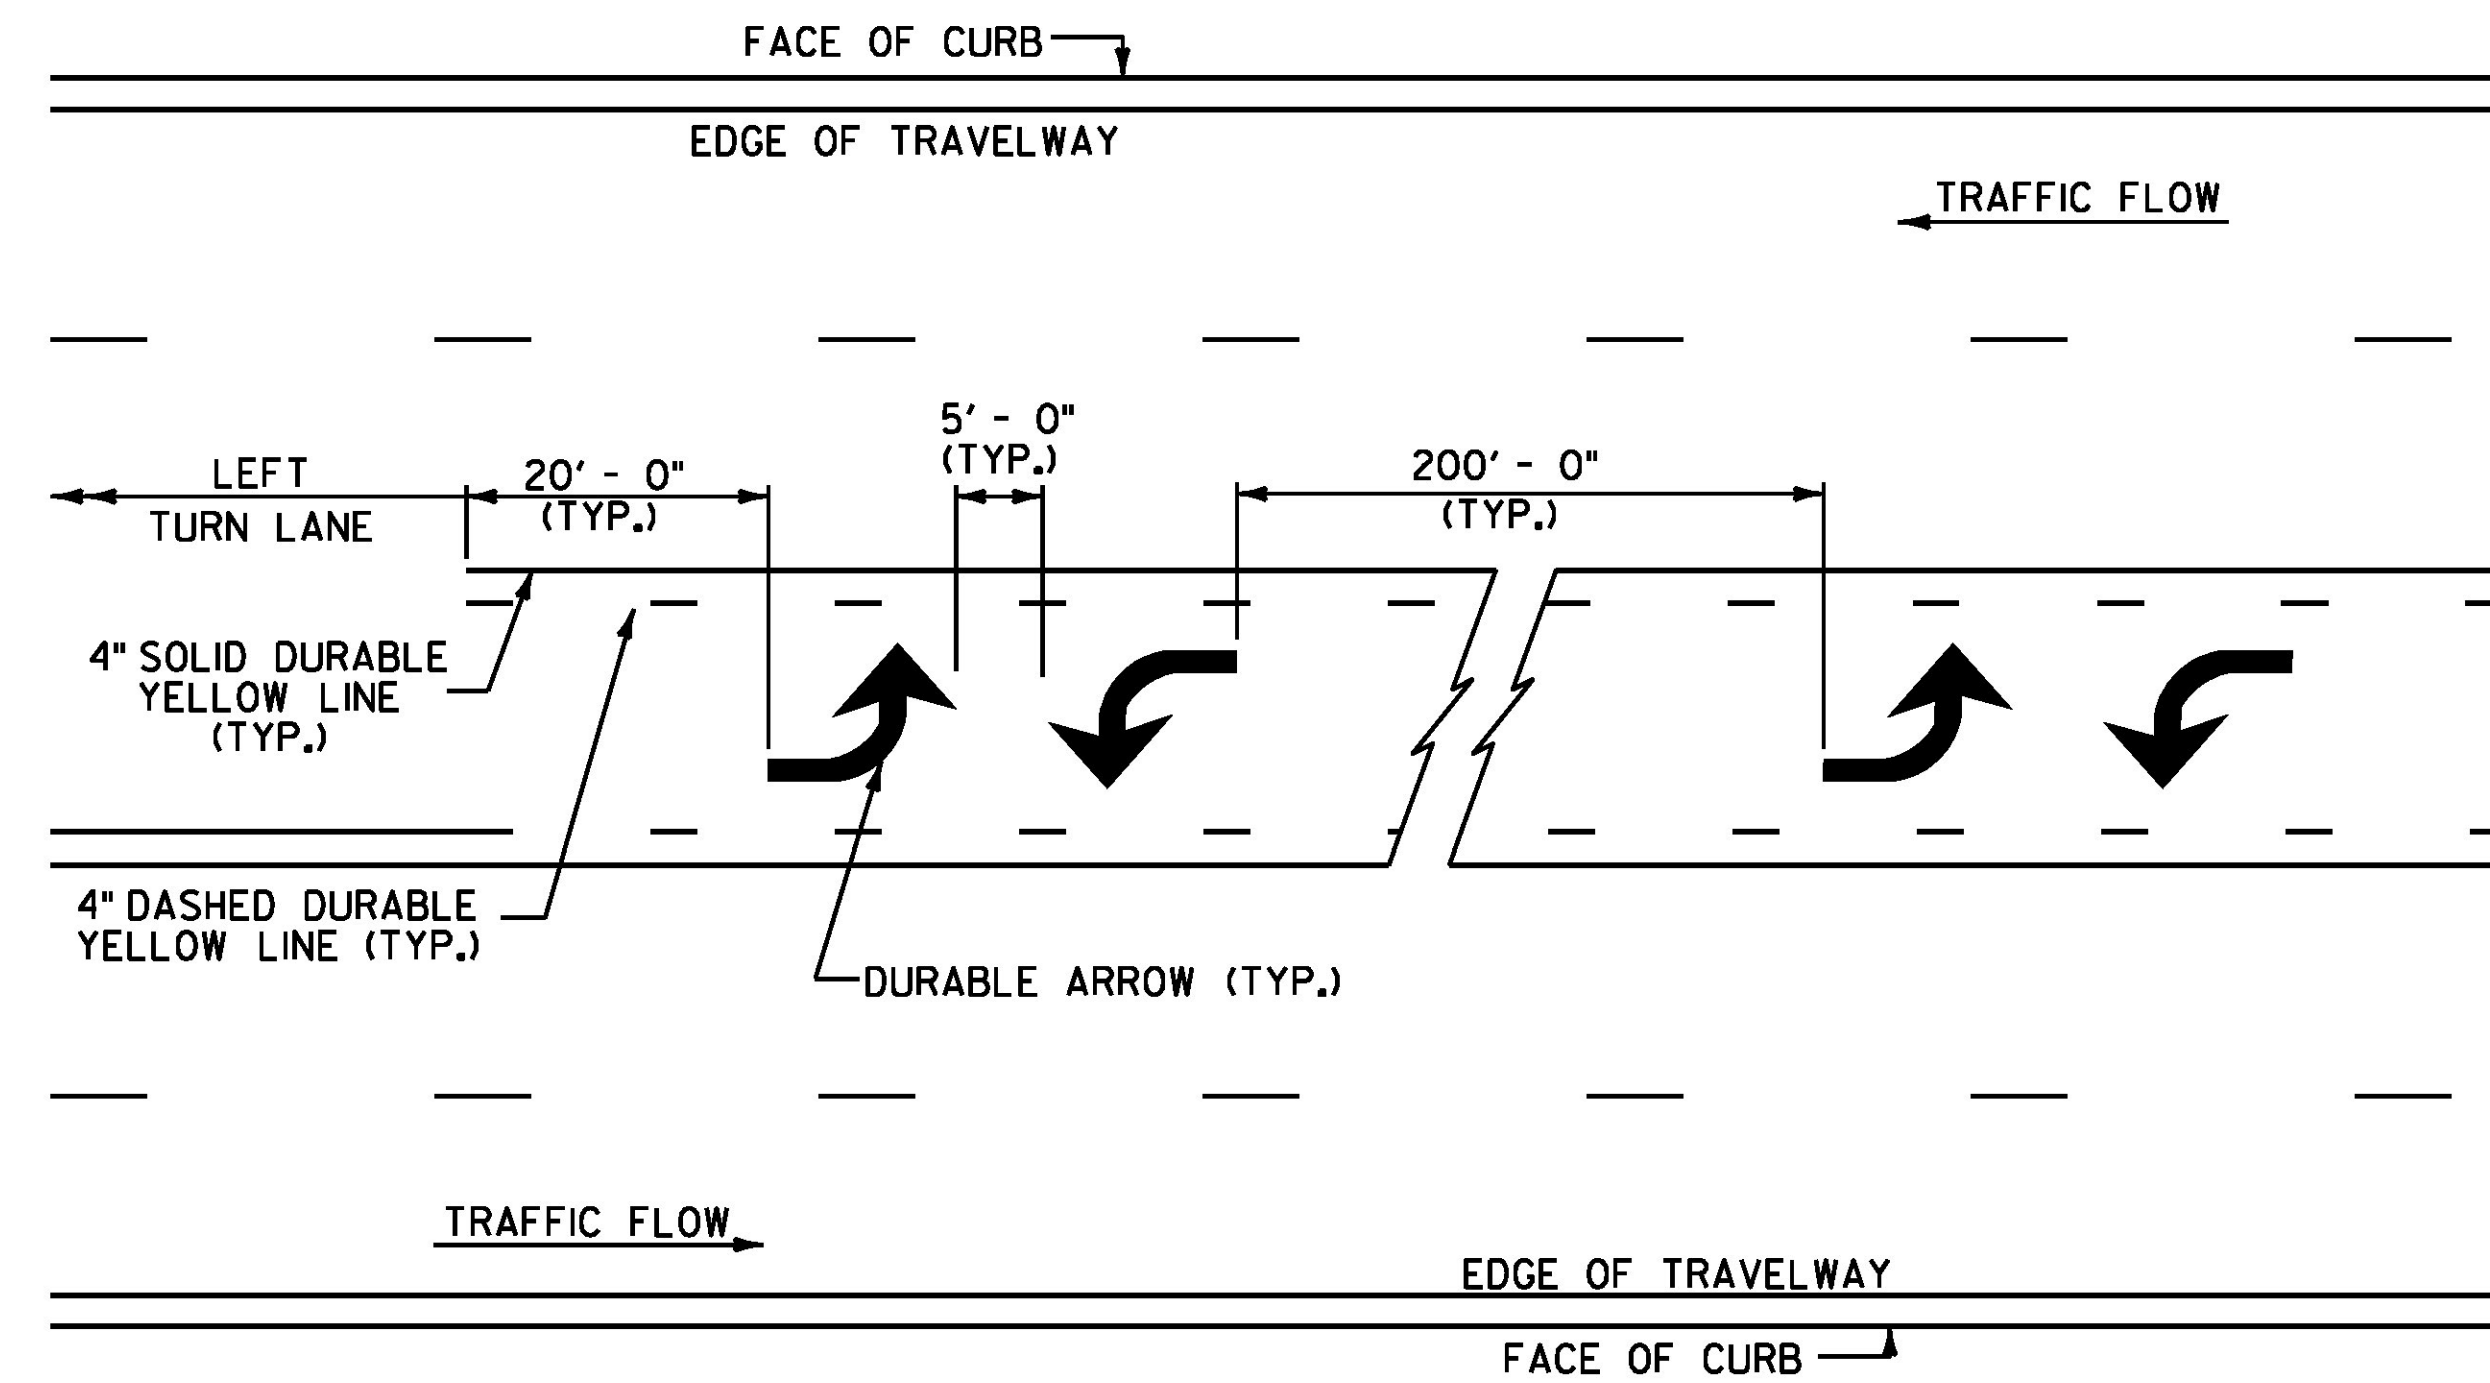 FACE OF CURB
EDGE OF TRAVELWAY
TRAFFIC FLOW
5' - 0"
(TYP.)
LEFT
TURN LANE
20' - 0"
(TYP.)
200' - 0"
(TYP.)
4" SOLID DURABLE
YELLOW LINE
(TYP.)
4" DASHED DURABLE
YELLOW LINE (TYP.)
DURABLE ARROW (TYP.)
TRAFFIC FLOW
EDGE OF TRAVELWAY
FACE OF CURB